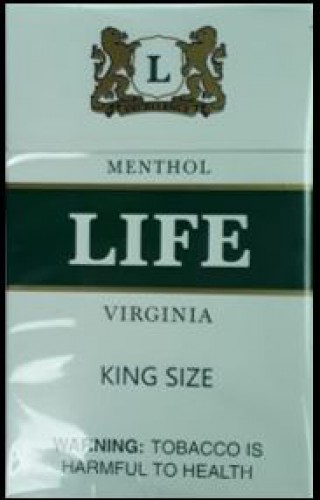 L
MENTHOL
LIFE
VIRGINIA
KING SIZE
WARNING: TOBACCO IS
HARMFUL TO HEALTH